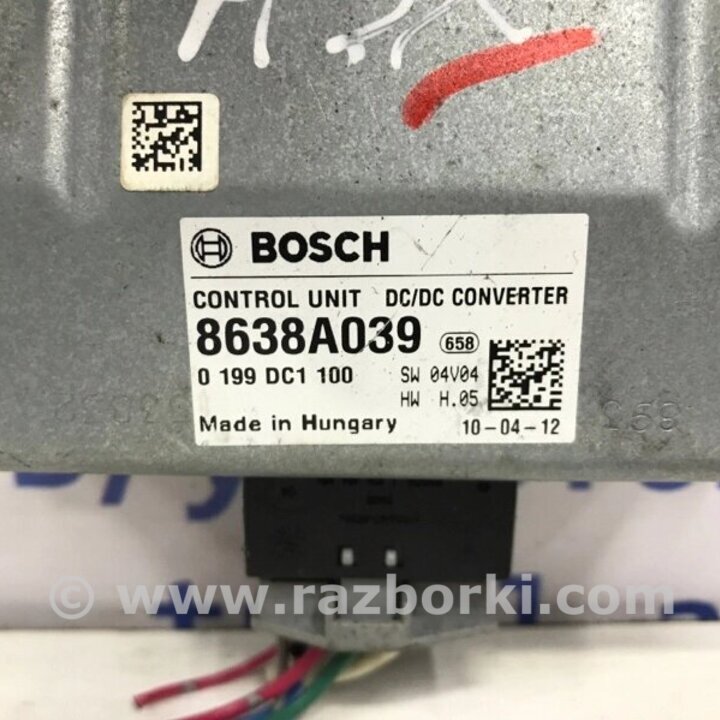 BOSCH
CONTROL UNIT DC/DC CONVERTER
8638A039 658
0 199 DC1 100 SW 04V04
HW H.05
Made in Hungary 10-04-12
© www.razborki.com